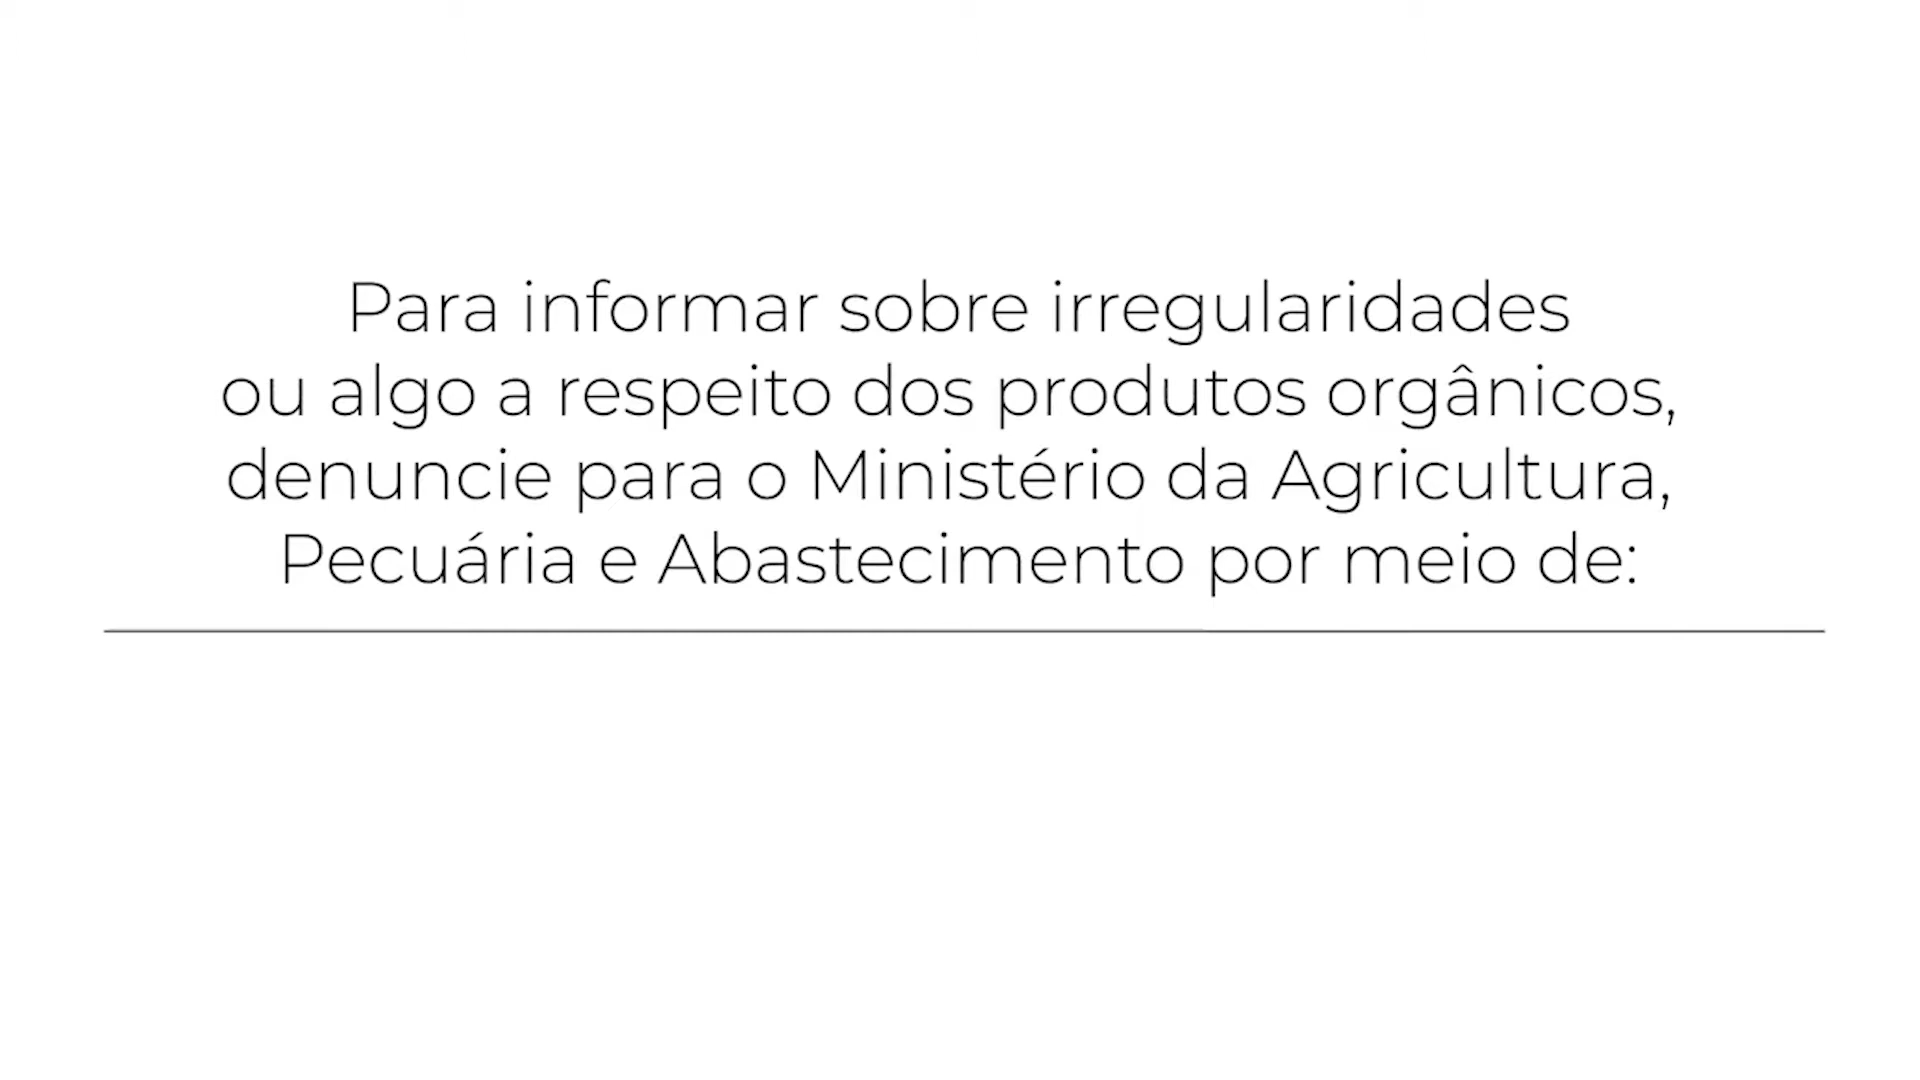 Para informar sobre irregularidades
ou algo a respeito dos produtos orgânicos,
denuncie para o Ministério da Agricultura,
Pecuária e Abastecimento por meio de: